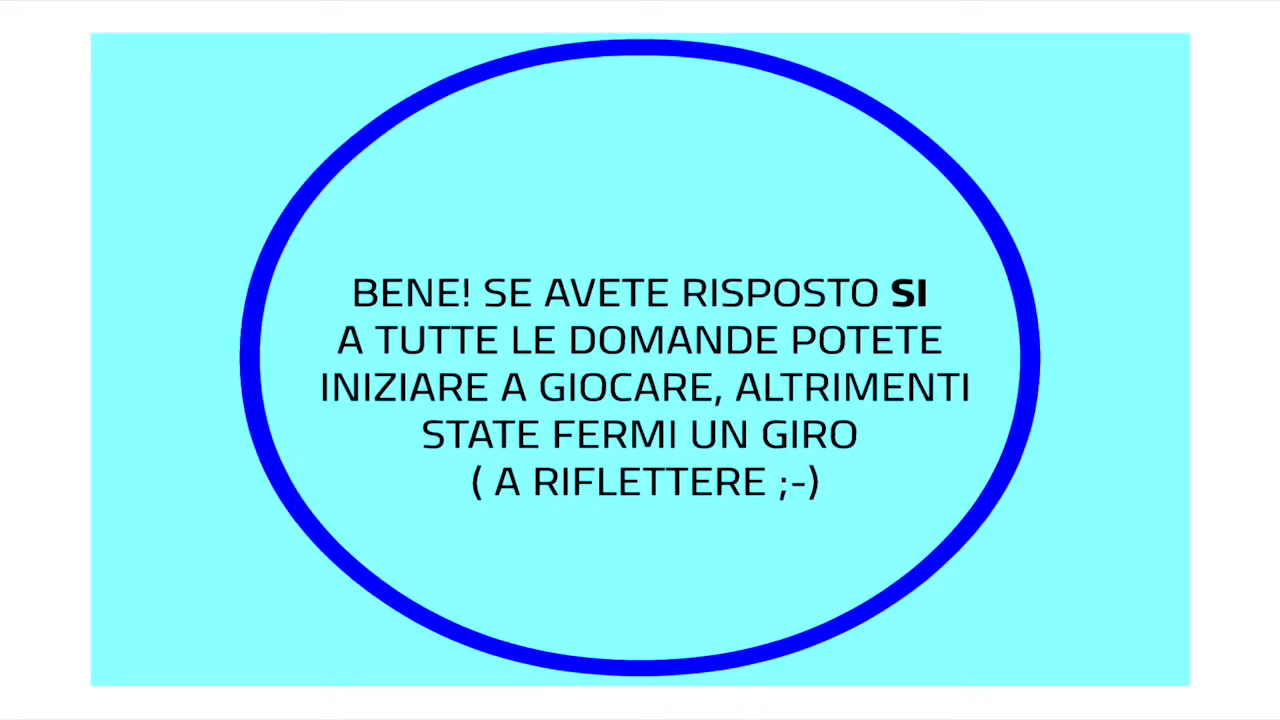 BENE! SE AVETE RISPOSTO SI
A TUTTE LE DOMANDE POTETE
INIZIARE A GIOCARE, ALTRIMENTI
STATE FERMI UN GIRO
( A RIFLETTERE ;-)